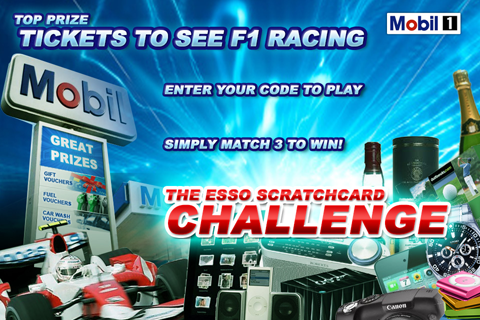 TOP PRIZE
TICKETS TO SEE F1 RACING
Mobil 1
ENTER YOUR CODE TO PLAY
SIMPLY MATCH 3 TO WIN!
Mobil
GREAT
PRIZES
GIFT
VOUCHERS
FUEL
VOUCHERS
CAR WASH
VOUCHERS
THE ESSO SCRATCHCARD
CHALLENGE
Canon